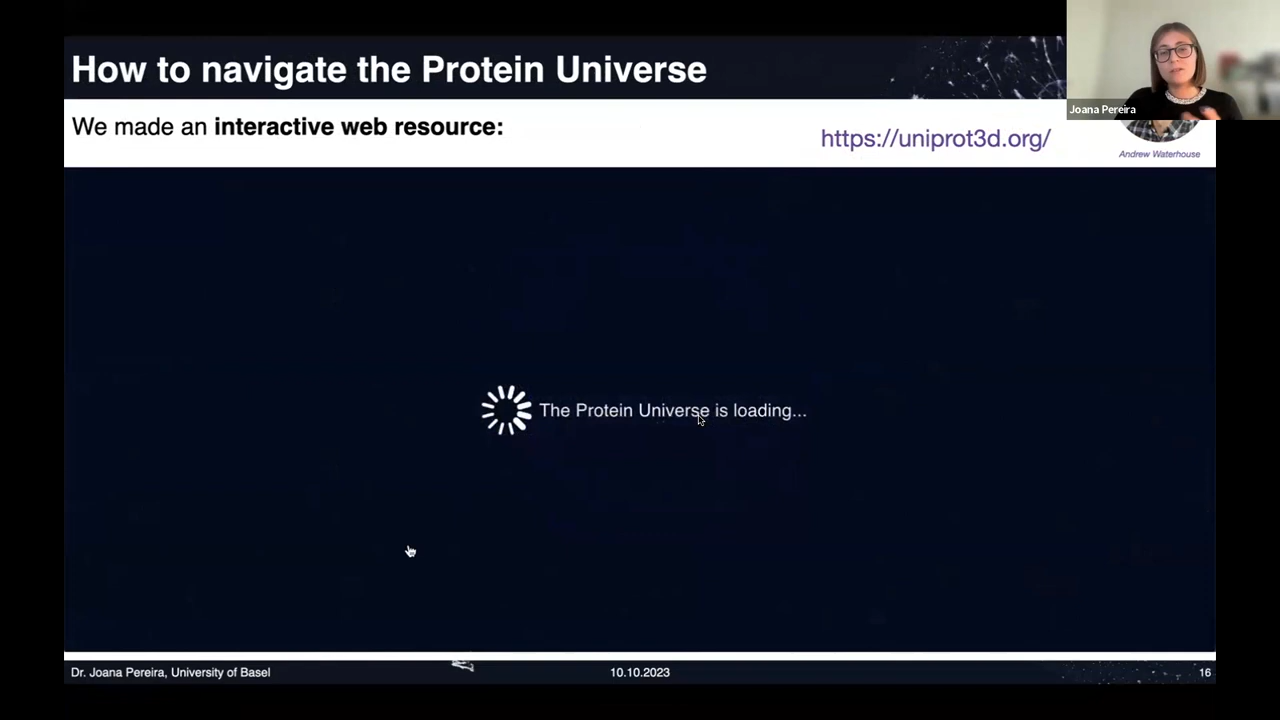 How to navigate the Protein Universe
Joana Pereira
We made an interactive web resource:
https://uniprot3d.org/
Andrew Waterhouse
The Protein Universe is loading...
Dr. Joana Pereira, University of Basel
10.10.2023
16